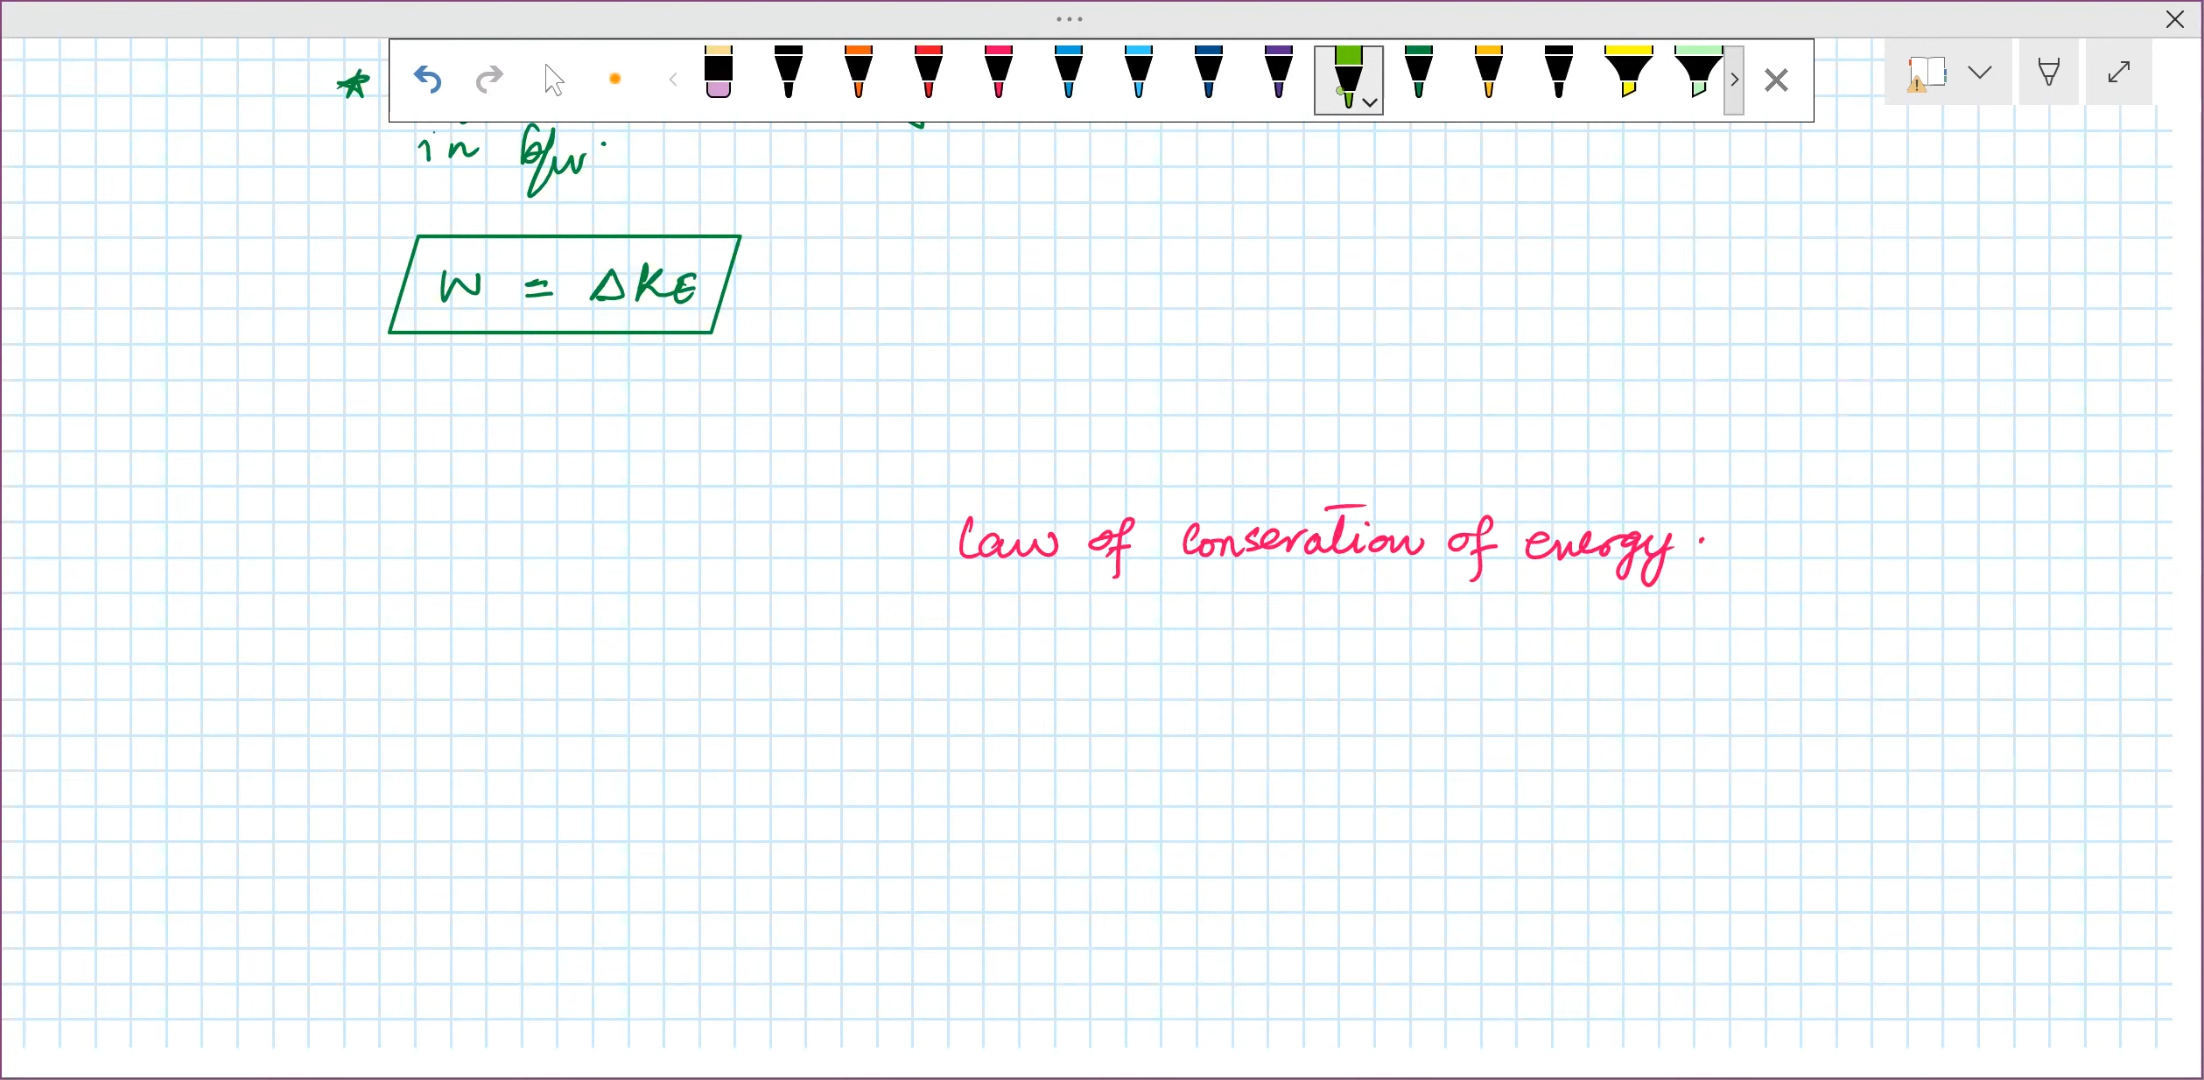 in b/w.
W = ΔKE
Law of conseration of energy.